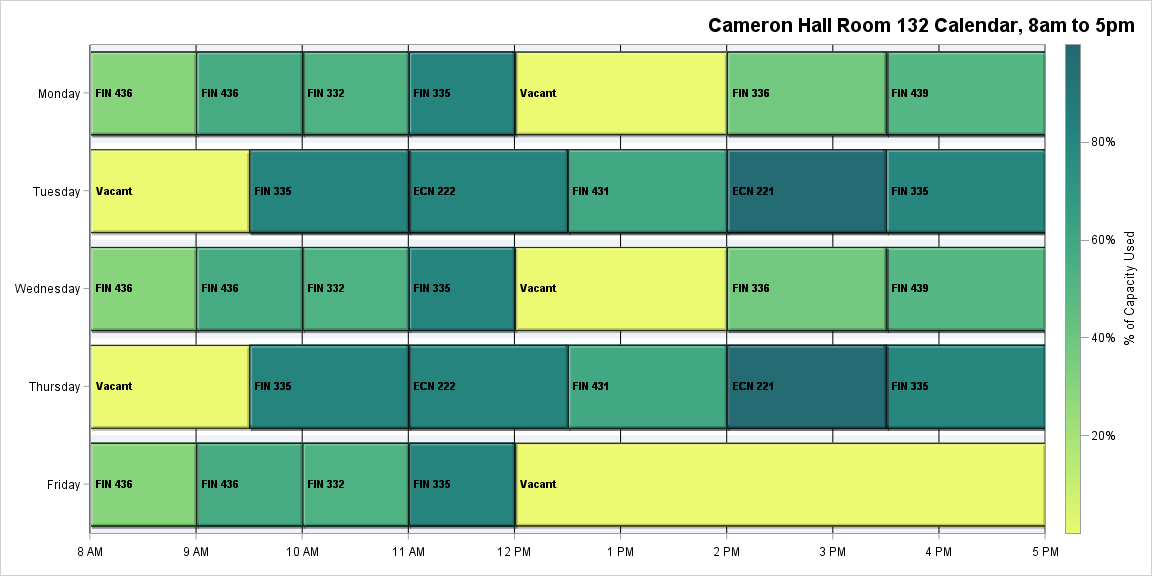 Cameron Hall Room 132 Calendar, 8am to 5pm
Monday FIN 436 FIN 436 FIN 332 FIN 335 Vacant FIN 336 FIN 439
80%
Tuesday Vacant FIN 335 ECN 222 FIN 431 ECN 221 FIN 335
60%
Wednesday FIN 436 FIN 436 FIN 332 FIN 335 Vacant FIN 336 FIN 439
% of Capacity Used
40%
Thursday Vacant FIN 335 ECN 222 FIN 431 ECN 221 FIN 335
20%
Friday FIN 436 FIN 436 FIN 332 FIN 335 Vacant
8 AM 9 AM 10 AM 11 AM 12 PM 1 PM 2 PM 3 PM 4 PM 5 PM